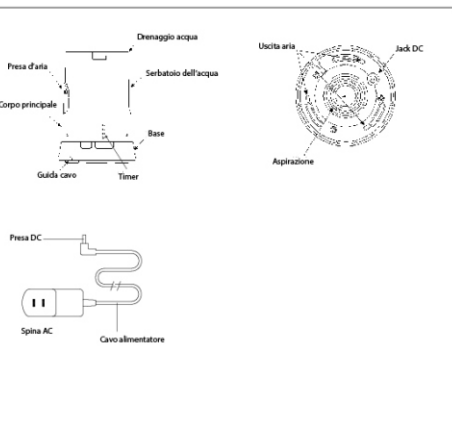 Drenaggio acqua
Presa d'aria
Serbatoio dell'acqua
Corpo principale
Base
Guida cavo
Timer
Uscita aria
Jack DC
Aspirazione
Presa DC
Spina AC
Cavo alimentatore